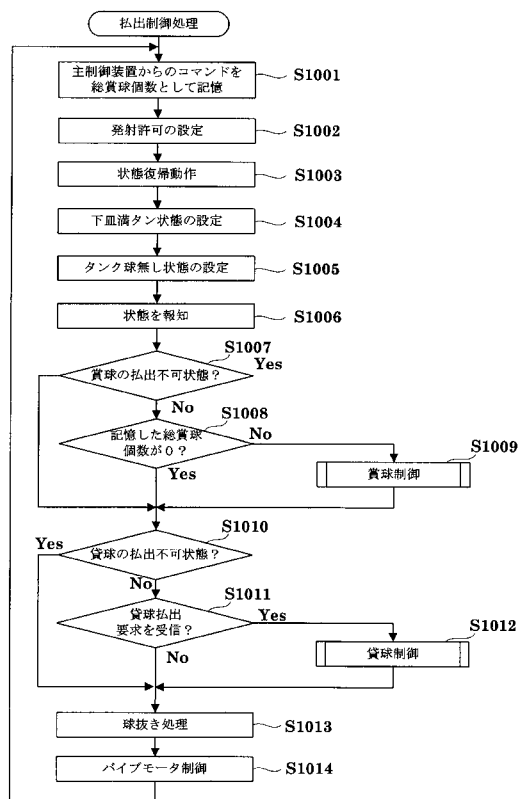 払出制御処理
主制御装置からのコマンドを
総賞球個数として記憶
S1001
発射許可の設定
S1002
状態復帰動作
S1003
下皿満タン状態の設定
S1004
タンク球無し状態の設定
S1005
状態を報知
S1006
S1007
賞球の払出不可状態？
Yes
No
S1008
記憶した総賞球
個数が０？
No
Yes
S1009
賞球制御
S1010
Yes
貸球の払出不可状態？
No
S1011
貸球払出
要求を受信？
Yes
No
S1012
貸球制御
球抜き処理
S1013
バイブモータ制御
S1014